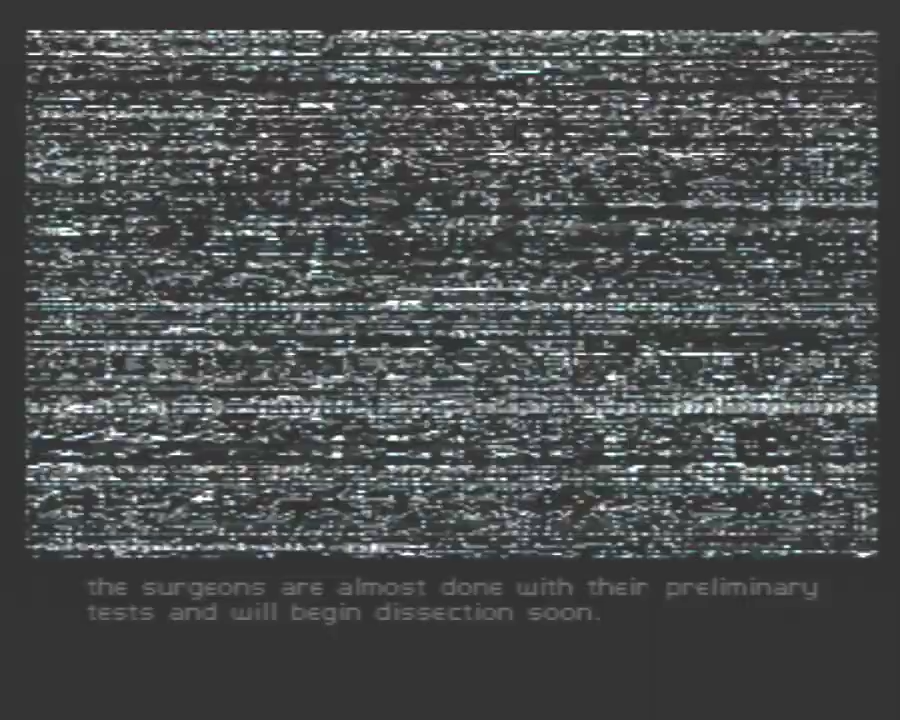 the surgeons are almost done with their preliminary
tests and will begin dissection soon.